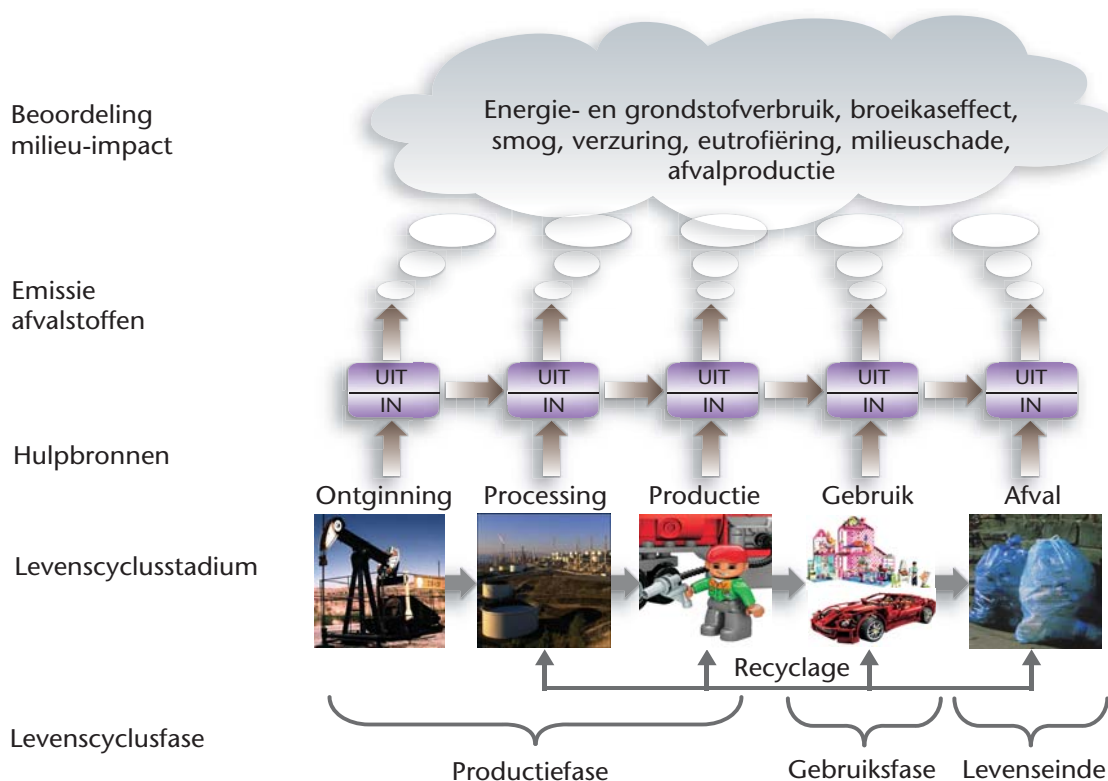 Beoordeling
milieu-impact
Energie- en grondstofverbruik, broeikaseffect,
smog, verzuring, eutrofiëring, milieuschade,
afvalproductie
Emissie
afvalstoffen
UIT UIT UIT UIT UIT
IN IN IN IN IN
Hulpbronnen
Ontginning Processing Productie Gebruik Afval
Levenscyclusstadium
Recyclage
Levenscyclusfase
Productiefase Gebruiksfase Levenseinde